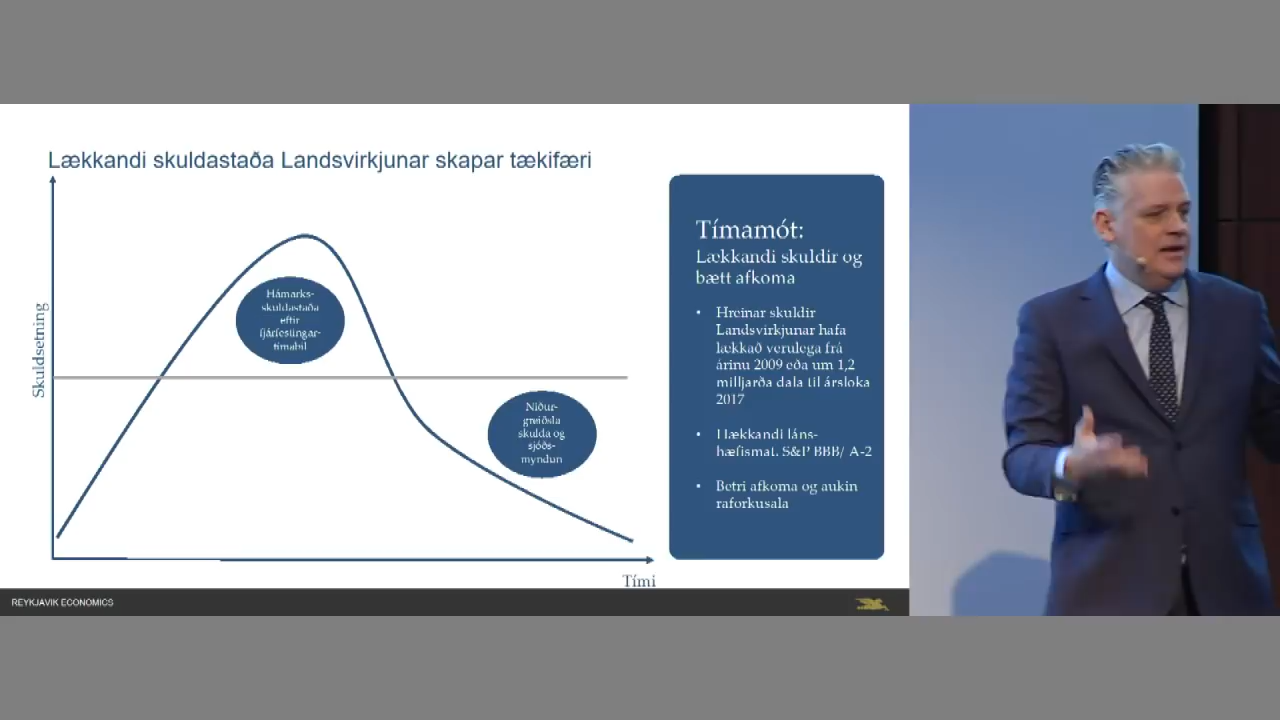 Lækkandi skuldastaða Landsvirkjunar skapar tækifæri
Skuldsetning
Hámarks-
skuldastaða
eftir
fjárfestingar-
tímabil
Niður-
greiðsla
skulda og
sjóðs-
myndun
Tími
Tímamót:
Lækkandi skuldir og
bætt afkoma
• Hreinar skuldir
Landsvirkjunar hafa
lækkað verulega frá
árinu 2009 eða um 1,2
milljarða dala til ársloka
2017
• Hækkandi láns-
hæfismat. S&P BBB/ A-2
• Betri afkoma og aukin
raforkusala
REYKJAVIK ECONOMICS